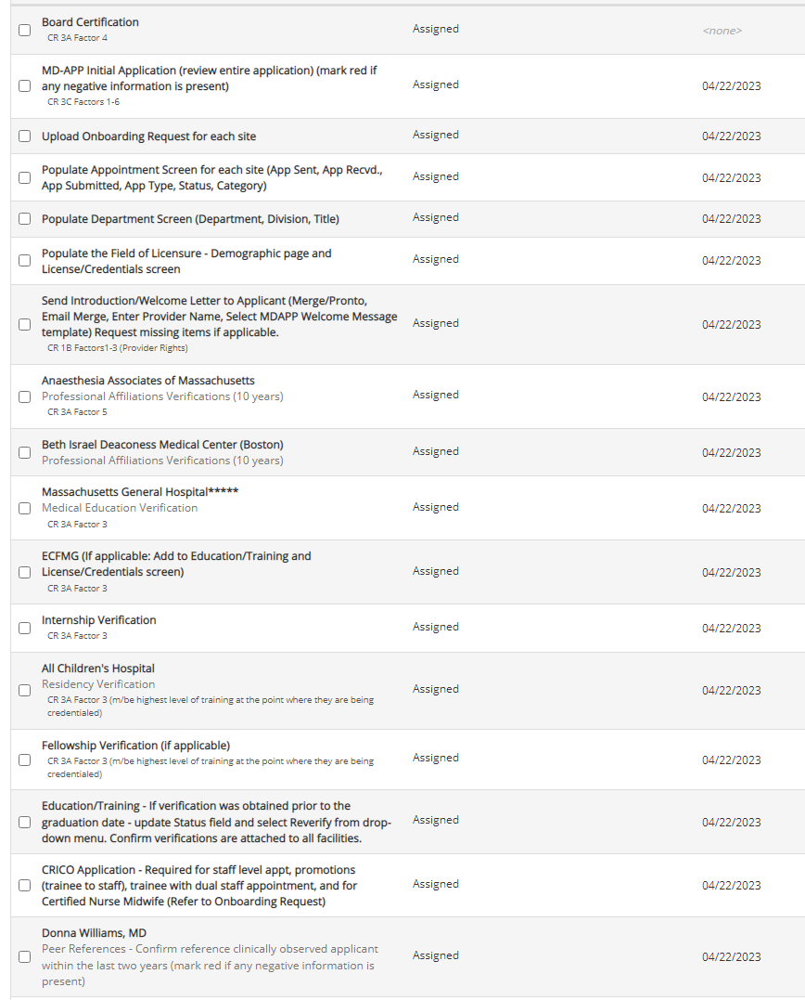 Board Certification
Assigned
<none>
CR 3A Factor 4
MD-APP Initial Application (review entire application) (mark red if
any negative information is present)
Assigned
04/22/2023
CR 3C Factors 1-6
Upload Onboarding Request for each site
Assigned
04/22/2023
Populate Appointment Screen for each site (App Sent, App Recvd.,
App Submitted, App Type, Status, Category)
Assigned
04/22/2023
Populate Department Screen (Department, Division, Title)
Assigned
04/22/2023
Populate the Field of Licensure - Demographic page and
License/Credentials screen
Assigned
04/22/2023
Send Introduction/Welcome Letter to Applicant (Merge/Pronto,
Email Merge, Enter Provider Name, Select MDAPP Welcome Message
template) Request missing items if applicable.
Assigned
04/22/2023
CR 1B Factors1-3 (Provider Rights)
Anaesthesia Associates of Massachusetts
Professional Affiliations Verifications (10 years)
Assigned
04/22/2023
CR 3A Factor 5
Beth Israel Deaconess Medical Center (Boston)
Professional Affiliations Verifications (10 years)
Assigned
04/22/2023
Massachusetts General Hospital*****
Medical Education Verification
Assigned
04/22/2023
CR 3A Factor 3
ECFMG (If applicable: Add to Education/Training and
License/Credentials screen)
Assigned
04/22/2023
CR 3A Factor 3
Internship Verification
Assigned
04/22/2023
CR 3A Factor 3
All Children's Hospital
Residency Verification
Assigned
04/22/2023
CR 3A Factor 3 (m/be highest level of training at the point where they are being
credentialed)
Fellowship Verification (if applicable)
Assigned
04/22/2023
CR 3A Factor 3 (m/be highest level of training at the point where they are being
credentialed)
Education/Training - If verification was obtained prior to the
graduation date - update Status field and select Reverify from drop-
down menu. Confirm verifications are attached to all facilities.
Assigned
04/22/2023
CRICO Application - Required for staff level appt, promotions
(trainee to staff), trainee with dual staff appointment, and for
Certified Nurse Midwife (Refer to Onboarding Request)
Assigned
04/22/2023
Donna Williams, MD
Peer References - Confirm reference clinically observed applicant
within the last two years (mark red if any negative information is
present)
Assigned
04/22/2023